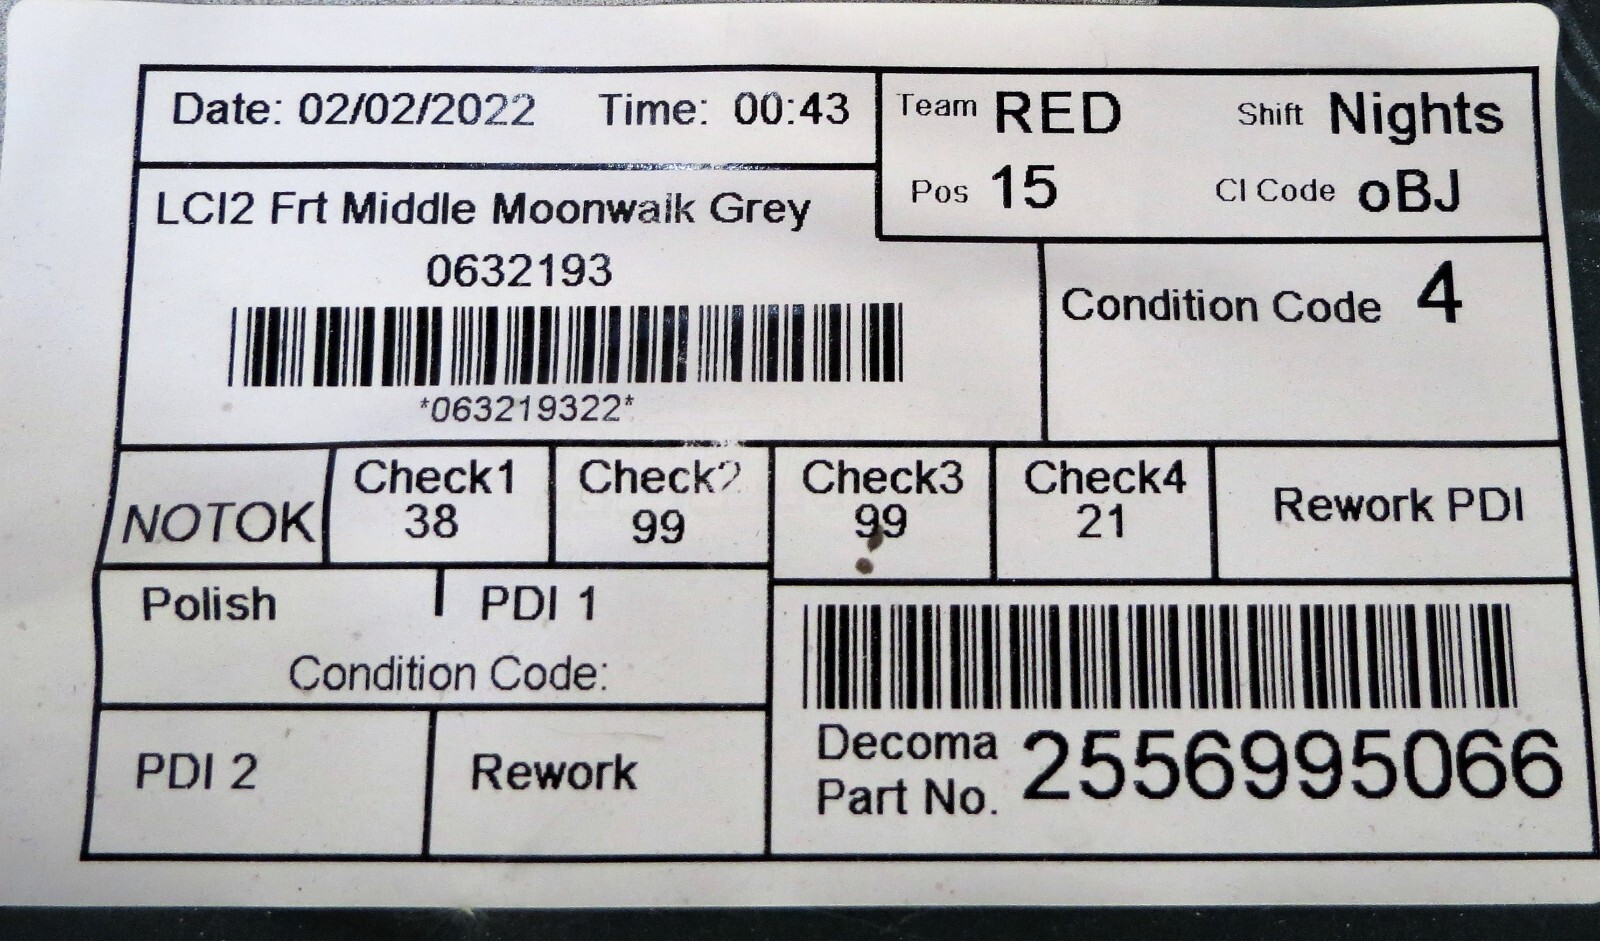 Date: 02/02/2022 Time: 00:43
Team RED Shift Nights
Pos 15 CI Code oBJ
LCI2 Frt Middle Moonwalk Grey
0632193
*063219322*
Condition Code 4
NOTOK
Check1
38
Check2
99
Check3
99
Check4
21
Rework PDI
Polish PDI 1
Condition Code:
PDI 2 Rework
Decoma
Part No. 2556995066